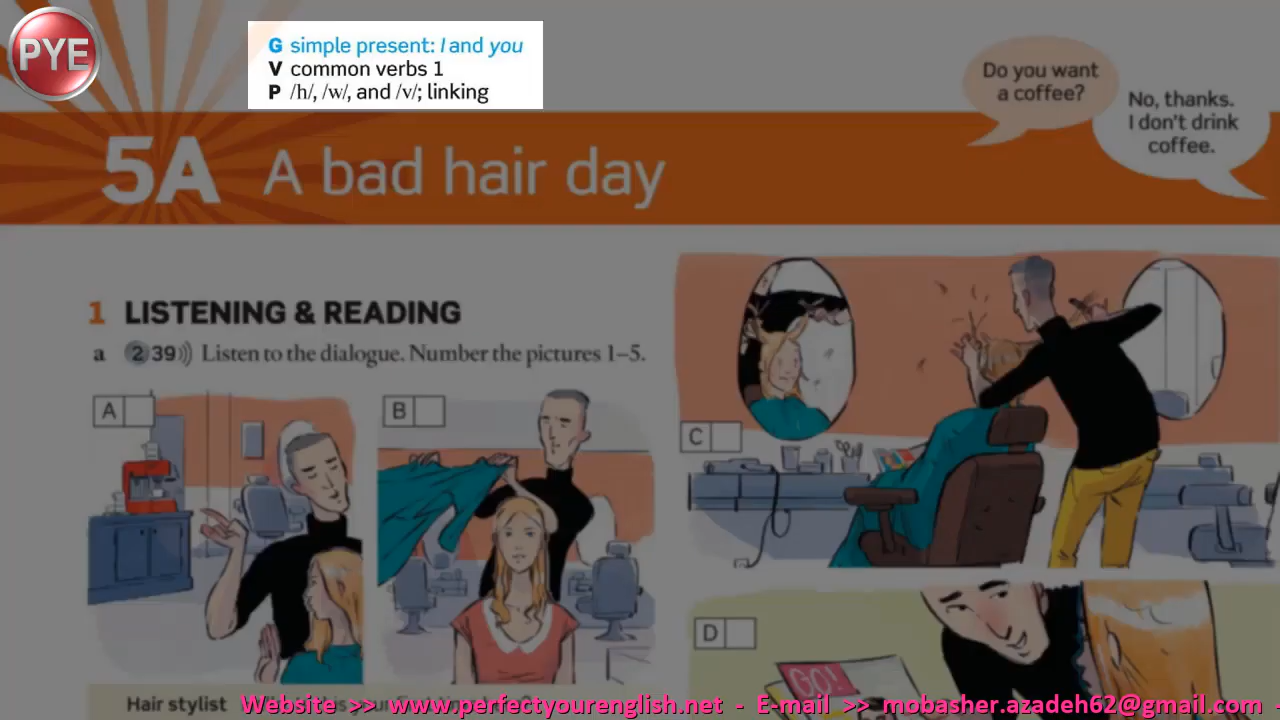 PYE
G simple present: I and you
V common verbs 1
P /h/, /w/, and /v/; linking
Do you want
a coffee?
No, thanks.
I don't drink
coffee.
5A A bad hair day
1 LISTENING & READING
a 2 39 Listen to the dialogue. Number the pictures 1–5.
A
B
C
D
GO!
Hair stylist
Website >> www.perfectyourenglish.net - E-mail >> mobasher.azadeh62@gmail.com -